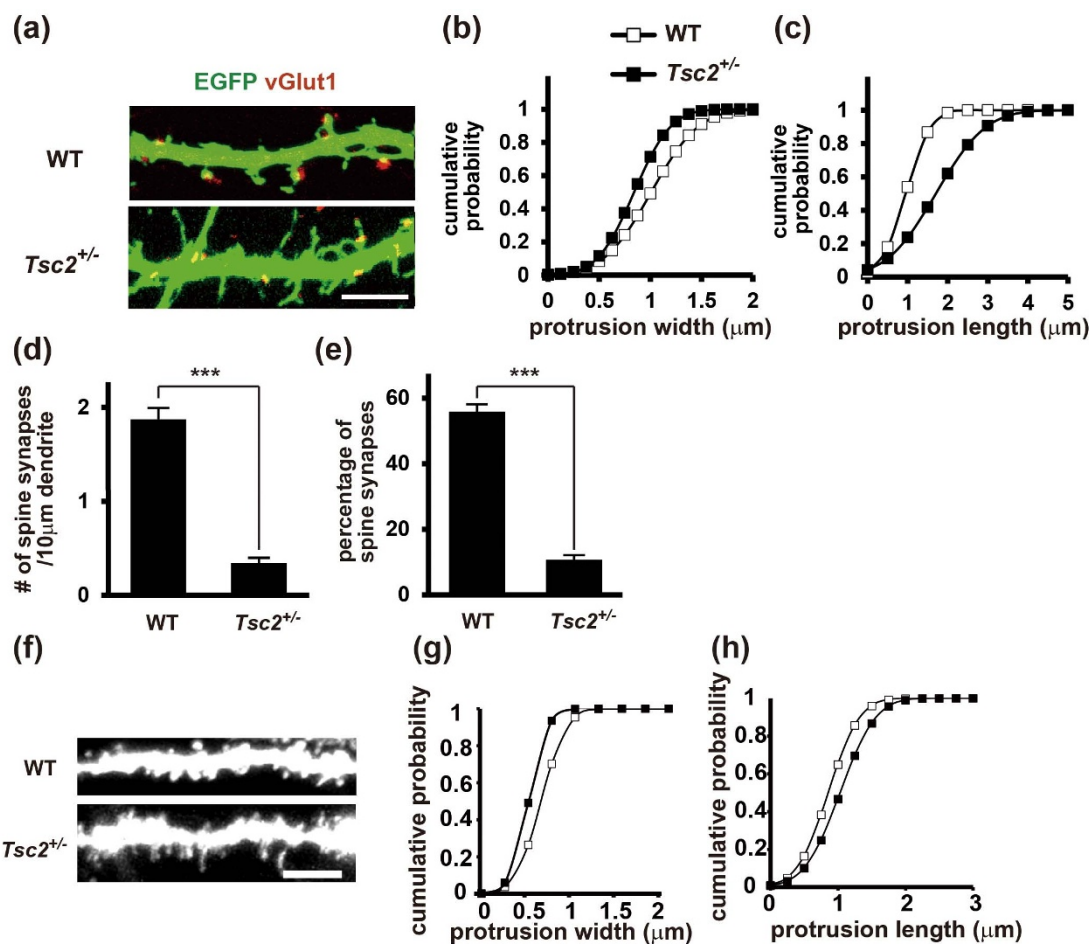 (a)
EGFP vGlut1
WT
Tsc2+/-
(b)
WT
Tsc2+/-
cumulative
probability
1
0.8
0.6
0.4
0.2
0
0 0.5 1 1.5 2
protrusion width (μm)
(c)
cumulative
probability
1
0.8
0.6
0.4
0.2
0
0 1 2 3 4 5
protrusion length (μm)
(d)
# of spine synapses
/10μm dendrite
2
1
0
***
WT Tsc2+/-
(e)
percentage of
spine synapses
60
40
20
0
***
WT Tsc2+/-
(f)
WT
Tsc2+/-
(g)
cumulative probability
1
0.8
0.6
0.4
0.2
0
0 0.5 1 1.5 2
protrusion width (μm)
(h)
cumulative probability
1
0.8
0.6
0.4
0.2
0
0 1 2 3
protrusion length (μm)